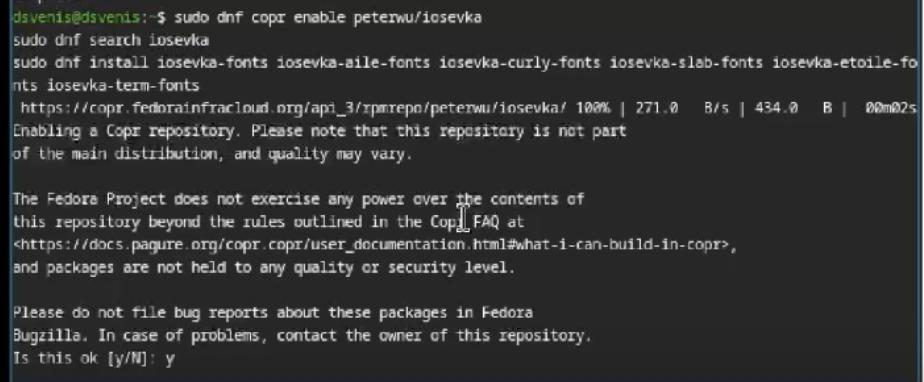 dsvenis@dsvenis:~$ sudo dnf copr enable peterwu/iosevka
sudo dnf search iosevka
sudo dnf install iosevka-fonts iosevka-aile-fonts iosevka-curly-fonts iosevka-slab-fonts iosevka-etoile-fo
nts iosevka-term-fonts
https://copr.fedorainfracloud.org/api_3/rpmrepo/peterwu/iosevka/ 100% | 271.0 B/s | 434.0 B | 00m02s
Enabling a Copr repository. Please note that this repository is not part
of the main distribution, and quality may vary.
The Fedora Project does not exercise any power over the contents of
this repository beyond the rules outlined in the Copr FAQ at
<https://docs.pagure.org/copr.copr/user_documentation.html#what-i-can-build-in-copr>,
and packages are not held to any quality or security level.
Please do not file bug reports about these packages in Fedora
Bugzilla. In case of problems, contact the owner of this repository.
Is this ok [y/N]: y